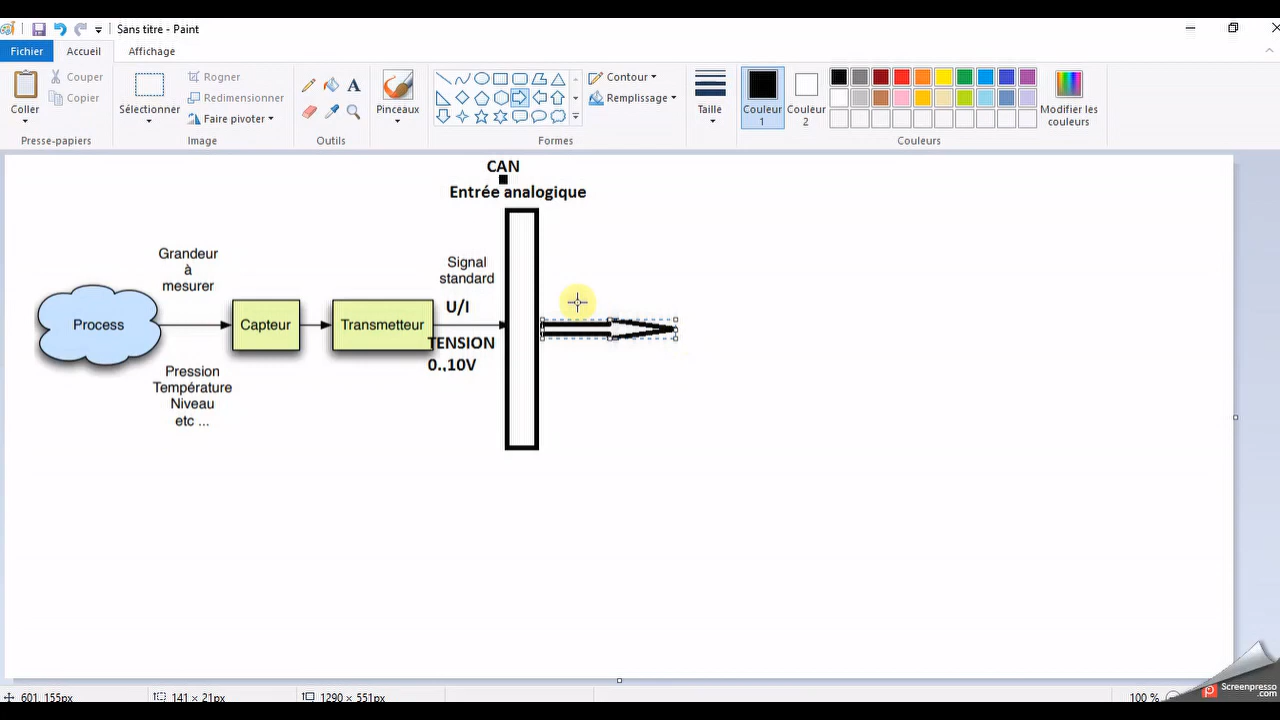 Sans titre - Paint
Fichier
Accueil
Affichage
Coller
Couper
Copier
Presse-papiers
Sélectionner
Rogner
Redimensionner
Faire pivoter
Image
Outils
Pinceaux
Contour
Remplissage
Formes
Taille
Couleur
1
Couleur
2
Modifier les
couleurs
Couleurs
CAN
Entrée analogique
Grandeur
à
mesurer
Signal
standard
U/I
Process
Capteur
Transmetteur
TENSION
0.,10V
Pression
Température
Niveau
etc ...
601, 155px
141 × 21px
1290 × 551px
100 %
Screenpresso
.com